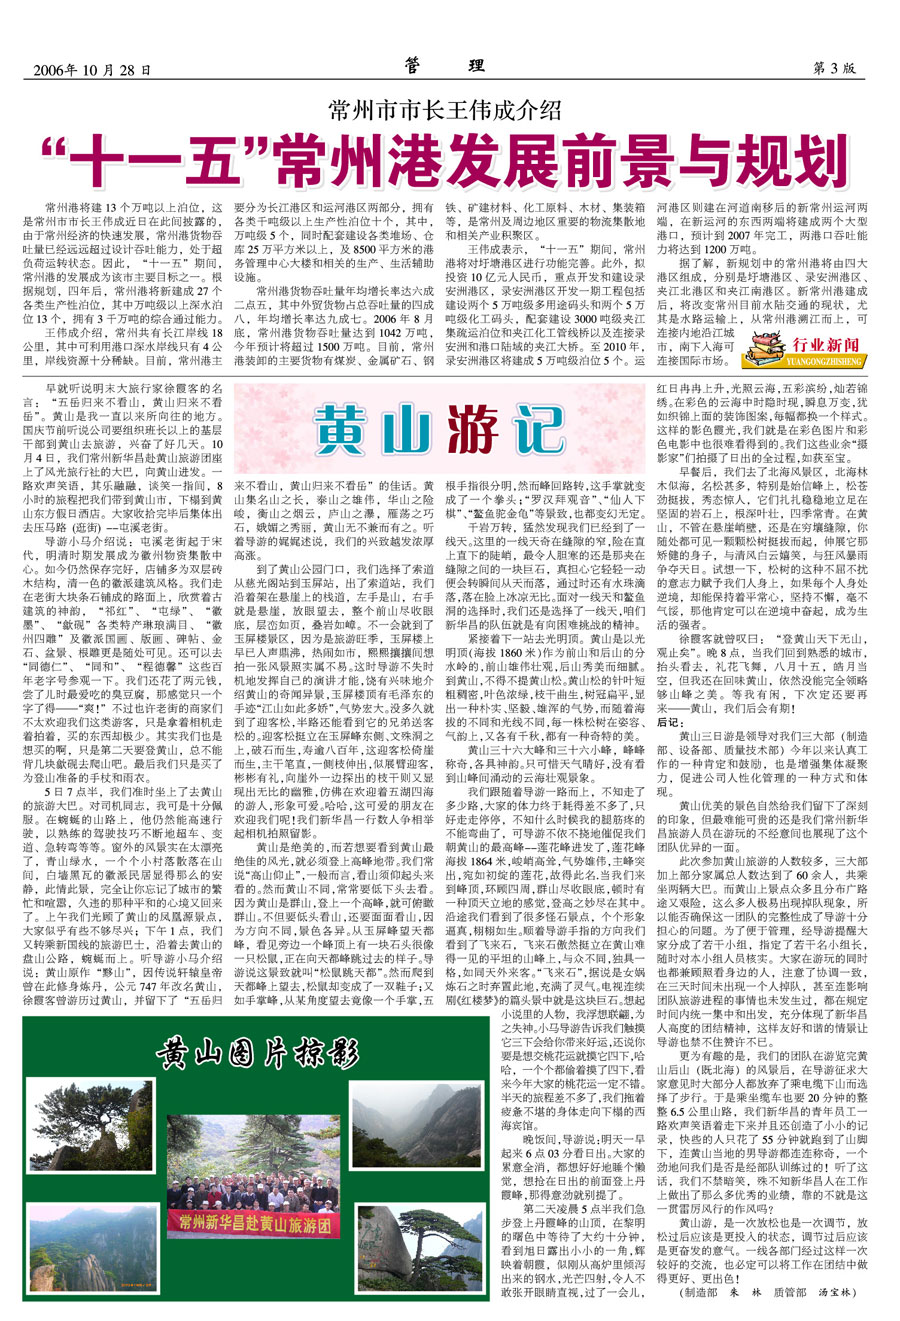 2006年 10 月 28 日
管 理
第 3 版
常州市市长王伟成介绍
“十一五”常州港发展前景与规划
常州港将建 13 个万吨以上泊位，这
是常州市市长王伟成近日在此间披露的，
由于常州经济的快速发展，常州港货物吞
吐量已经远远超过设计吞吐能力，处于超
负荷运转状态。因此，“十一五”期间，
常州港的发展成为该市主要目标之一。根
据规划，四年后，常州港将新建成 27 个
各类生产性泊位，其中万吨级以上深水泊
位 13 个，拥有 3 千万吨的综合通过能力。
王伟成介绍，常州共有长江岸线 18
公里，其中可利用港口深水岸线只有 4 公
里，岸线资源十分稀缺。目前，常州港主
要分为长江港区和运河港区两部分，拥有
各类千吨级以上生产性泊位十个，其中，
万吨级 5 个，同时配套建设各类堆场、仓
库 25 万平方米以上，及 8500 平方米的港
务管理中心大楼和相关的生产、生活辅助
设施。
常州港货物吞吐量年均增长率达六成
二点五，其中外贸货物占总吞吐量的四成
八，年均增长率达九成七。2006 年 8 月
底，常州港货物吞吐量达到 1042 万吨，
今年预计将超过 1500 万吨。目前，常州
港装卸的主要货物有煤炭、金属矿石、钢
铁、矿建材料、化工原料、木材、集装箱
等，是常州及周边地区重要的物流集散地
和相关产业积聚区。
王伟成表示，“十一五”期间，常州
港将对圩塘港区进行功能完善。此外，拟
投资 10 亿元人民币，重点开发和建设录
安洲港区，录安洲港区开发一期工程包括
建设两个 5 万吨级多用途码头和两个 5 万
吨级化工码头，配套建设 3000 吨级夹江
集疏运泊位和夹江化工管线桥以及连接录
安洲和港口陆域的夹江大桥。至 2010 年，
录安洲港区将建成 5 万吨级泊位 5 个。运
河港区则建在河道南移后的新常州运河两
端，在新运河的东西两端将建成两个大型
港口，预计到 2007 年完工，两港口吞吐能
力将达到 1200 万吨。
据了解，新规划中的常州港将由四大
港区组成，分别是圩塘港区、录安洲港区、
夹江北港区和夹江南港区。新常州港建成
后，将改变常州目前水陆交通的现状，尤
其是水路运输上，从常州港溯江而上，可
连接内地沿江城
市，南下入海可
连接国际市场。
行业新闻
YUANGONGZHISHENG
早就听说明末大旅行家徐霞客的名
言：“五岳归来不看山，黄山归来不看
岳”。黄山是我一直以来所向往的地方。
国庆节前听说公司要组织班长以上的基层
干部到黄山去旅游，兴奋了好几天。10
月 4 日，我们常州新华昌赴黄山旅游团座
上了风光旅行社的大巴，向黄山进发。一
路欢声笑语，其乐融融，谈笑一指间，8
小时的旅程把我们带到黄山市，下榻到黄
山东方假日酒店。大家收拾完毕后集体出
去压马路 (逛街) --屯溪老街。
导游小马介绍说：屯溪老街起于宋
代，明清时期发展成为徽州物资集散中
心。如今仍然保存完好，店铺多为双层砖
木结构，清一色的徽派建筑风格。我们走
在老街大块条石铺成的路面上，欣赏着古
建筑的神韵，“祁红”、“屯绿”、“徽
墨”、“歙砚”各类特产琳琅满目、“徽
州四雕”及徽派国画、版画、碑帖、金
石、盆景、根雕更是随处可见。还可以去
“同德仁”、“同和”、“程德馨”这些百
年老字号参观一下。我们还花了两元钱，
尝了儿时最爱吃的臭豆腐，那感觉只一个
字了得——“爽！”不过也许老街的商家们
不太欢迎我们这类游客，只是拿着相机走
着拍着，买的东西却极少。其实我们也是
想买的啊，只是第二天要登黄山，总不能
背几块歙砚去爬山吧。最后我们只是买了
为登山准备的手杖和雨衣。
5 日 7 点半，我们准时坐上了去黄山
的旅游大巴。对司机同志，我可是十分佩
服。在蜿蜒的山路上，他仍然能高速行
驶，以熟练的驾驶技巧不断地超车、变
道、急转弯等等。窗外的风景实在太漂亮
了，青山绿水，一个个小村落散落在山
间，白墙黑瓦的徽派民居显得那么的安
静，此情此景，完全让你忘记了城市的繁
忙和喧嚣，久违的那种平和的心境又回来
了。上午我们光顾了黄山的凤凰源景点，
大家似乎有些不够尽兴；下午 1 点，我们
又转乘新国线的旅游巴士，沿着去黄山的
盘山公路，蜿蜒而上。听导游小马介绍
说：黄山原作“黟山”，因传说轩辕皇帝
曾在此修身炼丹，公元 747 年改名黄山，
徐霞客曾游历过黄山，并留下了“五岳归
黄山游记
来不看山，黄山归来不看岳”的佳话。黄
山集名山之长，泰山之雄伟，华山之险
峻，衡山之烟云，庐山之瀑，雁荡之巧
石，峨嵋之秀丽，黄山无不兼而有之。听
着导游的娓娓述说，我们的兴致越发浓厚
高涨。
到了黄山公园门口，我们选择了索道
从慈光阁站到玉屏站，出了索道站，我们
沿着架在悬崖上的栈道，左手是山，右手
就是悬崖，放眼望去，整个前山尽收眼
底，层峦如页，叠岩如嶂。不一会就到了
玉屏楼景区，因为是旅游旺季，玉屏楼上
早已人声鼎沸，热闹如市，熙熙攘攘间想
拍一张风景照实属不易。这时导游不失时
机地发挥自己的演讲才能，饶有兴味地介
绍黄山的奇闻异景，玉屏楼顶有毛泽东的
手迹“江山如此多娇”，气势宏大。没多久就
到了迎客松，半路还能看到它的兄弟送客
松的。迎客松挺立在玉屏峰东侧、文殊洞之
上，破石而生，寿逾八百年，这迎客松倚崖
而生，主干笔直，一侧枝伸出，似展臂迎客，
彬彬有礼，向崖外一边探出的枝干则又显
现出无比的幽雅，仿佛在欢迎着五湖四海
的游人，形象可爱。哈哈，这可爱的朋友在
欢迎我们呢！我们新华昌一行数人争相举
起相机拍照留影。
黄山是绝美的，而若想要看到黄山最
绝佳的风光，就必须登上高峰地带。我们常
说“高山仰止”，一般而言，看山须仰起头来
看的。然而黄山不同，常常要低下头去看。
因为黄山是群山，登上一个高峰，就可俯瞰
群山。不但要低头看山，还要面面看山，因
为方向不同，景色各异。从玉屏峰望天都
峰，看见旁边一个峰顶上有一块石头很像
一只松鼠，正在向天都峰跳过去的样子。导
游说这景致就叫“松鼠跳天都”。然而爬到
天都峰上望去，松鼠却变成了一双鞋子；又
如手掌峰，从某角度望去竟像一个手掌，五
根手指很分明，然而峰回路转，这手掌就变
成了一个拳头；“罗汉拜观音”、“仙人下
棋”、“鳌鱼驼金龟”等景致，也都变幻无定。
千岩万转，猛然发现我们已经到了一
线天。这里的一线天奇在缝隙的窄，险在直
上直下的陡峭，最令人胆寒的还是那夹在
缝隙之间的一块巨石，真担心它轻轻一动
便会转瞬间从天而落，通过时还有水珠滴
落，落在脸上冰凉无比。面对一线天和鳌鱼
洞的选择时，我们还是选择了一线天，咱们
新华昌的队伍就是有向困难挑战的精神。
紧接着下一站去光明顶。黄山是以光
明顶(海拔 1860 米)作为前山和后山的分
水岭的，前山雄伟壮观，后山秀美而细腻。
到黄山，不得不提黄山松。黄山松的针叶短
粗稠密，叶色浓绿，枝干曲生，树冠扁平，显
出一种朴实、坚毅、雄浑的气势，而随着海
拔的不同和光线不同，每一株松树在姿容、
气韵上，又各有千秋，都有一种奇特的美。
黄山三十六大峰和三十六小峰，峰峰
称奇，各具神韵。只可惜天气晴好，没有看
到山峰间涌动的云海壮观景象。
我们跟随着导游一路而上，不知走了
多少路，大家的体力终于耗得差不多了，只
好走走停停，不知什么时候我的腿筋疼的
不能弯曲了，可导游不依不挠地催促我们
朝黄山的最高峰--莲花峰进发了，莲花峰
海拔 1864 米，峻峭高耸，气势雄伟，主峰突
出，宛如初绽的莲花，故得此名，当我们来
到峰顶，环顾四周，群山尽收眼底，顿时有
一种顶天立地的感觉，登高之妙尽在其中。
沿途我们看到了很多怪石景点，个个形象
逼真，栩栩如生。顺着导游手指的方向我们
看到了飞来石，飞来石傲然挺立在黄山难
得一见的平坦的山峰上，与众不同，独具一
格，如同天外来客。“飞来石”，据说是女娲
炼石之时弃置此地，充满了灵气。电视连续
剧《红楼梦》的篇头景中就是这块巨石。想起
小说里的人物，我浮想联翩，为
之失神。小马导游告诉我们触摸
它三下会给你带来好运，还说你
要是想交桃花运就摸它四下，哈
哈，一个个都偷着摸了四下，看
来今年大家的桃花运一定不错。
半天的旅程差不多了，我们拖着
疲惫不堪的身体走向下榻的西
海宾馆。
晚饭间，导游说：明天一早
起来 6 点 03 分看日出。大家的
累意全消，都想好好地睡个懒
觉，想抢在日出的前面登上丹
霞峰，那得意劲就别提了。
第二天凌晨 5 点半我们急
步登上丹霞峰的山顶，在黎明
的曙色中等待了大约十分钟，
看到旭日露出小小的一角，辉
映着朝霞，似刚从高炉里倾泻
出来的钢水，光芒四射，令人不
敢张开眼睛直视，过了一会儿，
红日冉冉上升，光照云海，五彩滨纷，灿若锦
绣。在彩色的云海中时隐时现，瞬息万变，犹
如织锦上面的装饰图案，每幅都换一个样式。
这样的影色霞光，我们就是在彩色图片和彩
色电影中也很难看得到的。我们这些业余“摄
影家”们拍摄了日出的全过程，如获至宝。
早餐后，我们去了北海风景区，北海林
木似海，名松甚多，特别是始信峰上，松苍
劲挺拔，秀态惊人，它们扎扎稳稳地立足在
坚固的岩石上，根深叶壮，四季常青。在黄
山，不管在悬崖峭壁，还是在穷壤缝隙，你
随处都可见一颗颗松树挺拔而起，伸展它那
矫健的身子，与清风白云嬉笑，与狂风暴雨
争夺天日。试想一下，松树的这种不屈不扰
的意志力赋予我们人身上，如果每个人身处
逆境，却能保持着平常心，坚持不懈，毫不
气馁，那他肯定可以在逆境中奋起，成为生
活的强者。
徐霞客就曾叹曰：“登黄山天下无山，
观止矣”。晚 8 点，当我们回到熟悉的城市，
抬头看去，礼花飞舞，八月十五，皓月当
空，但我还在回味黄山，依然没能完全领略
够山峰之美。等我有闲，下次定还要再
来——黄山，我们后会有期！
后记：
黄山三日游是领导对我们三大部 (制造
部、设备部、质量技术部) 今年以来认真工
作的一种肯定和鼓励，也是增强集体凝聚
力，促进公司人性化管理的一种方式和体
现。
黄山优美的景色自然给我们留下了深刻
的印象，但最难能可贵的还是我们常州新华
昌旅游人员在游玩的不经意间也展现了这个
团队优异的一面。
此次参加黄山旅游的人数较多，三大部
加上部分家属总人数达到了 60 余人，共乘
坐两辆大巴。而黄山上景点众多且分布广路
途又艰险，这么多人极易出现掉队现象，所
以能否确保这一团队的完整性成了导游十分
担心的问题。为了便于管理，经导游提醒大
家分成了若干小组，指定了若干名小组长，
随时对本小组人员核实。大家在游玩的同时
也都兼顾照看身边的人，注意了协调一致，
在三天时间未出现一个人掉队，甚至连影响
团队旅游进程的事情也未发生过，都在规定
时间内统一集中和出发，充分体现了新华昌
人高度的团结精神，这样友好和谐的情景让
导游也禁不住赞许不已。
更为有趣的是，我们的团队在游览完黄
山后山 (既北海) 的风景后，在导游征求大
家意见时大部分人都放弃了乘电缆下山而选
择了步行。于是乘坐缆车也要 20 分钟的整
整 6.5 公里山路，我们新华昌的青年员工一
路欢声笑语着走下来并且还创造了小小的记
录，快些的人只花了 55 分钟就跑到了山脚
下，连黄山当地的男导游都连连称奇，一个
劲地问我们是否是经部队训练过的！听了这
话，我们不禁暗笑，殊不知新华昌人在工作
上做出了那么多优秀的业绩，靠的不就是这
一贯雷厉风行的作风吗？
黄山游，是一次放松也是一次调节，放
松过后应该是更投入的状态，调节过后应该
是更奋发的意气。一线各部门经过这样一次
较好的交流，也必定可以将工作在团结中做
得更好、更出色！
(制造部 朱 林 质管部 汤宝林)
黄山图片掠影
常州新华昌赴黄山旅游团